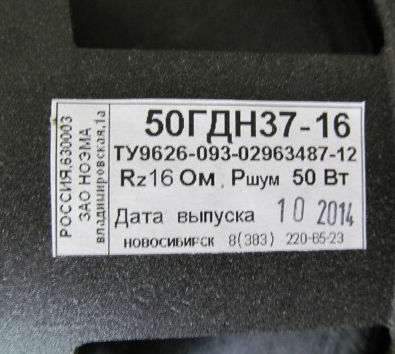 РОССИЯ,630003
ЗАО НОЭМА
владимировская,1а
50ГДН37-16
ТУ9626-093-02963487-12
Rz16 Ом, Ршум 50 Вт
Дата выпуска 10 2014
НОВОСИБИРСК 8(383) 220-65-23